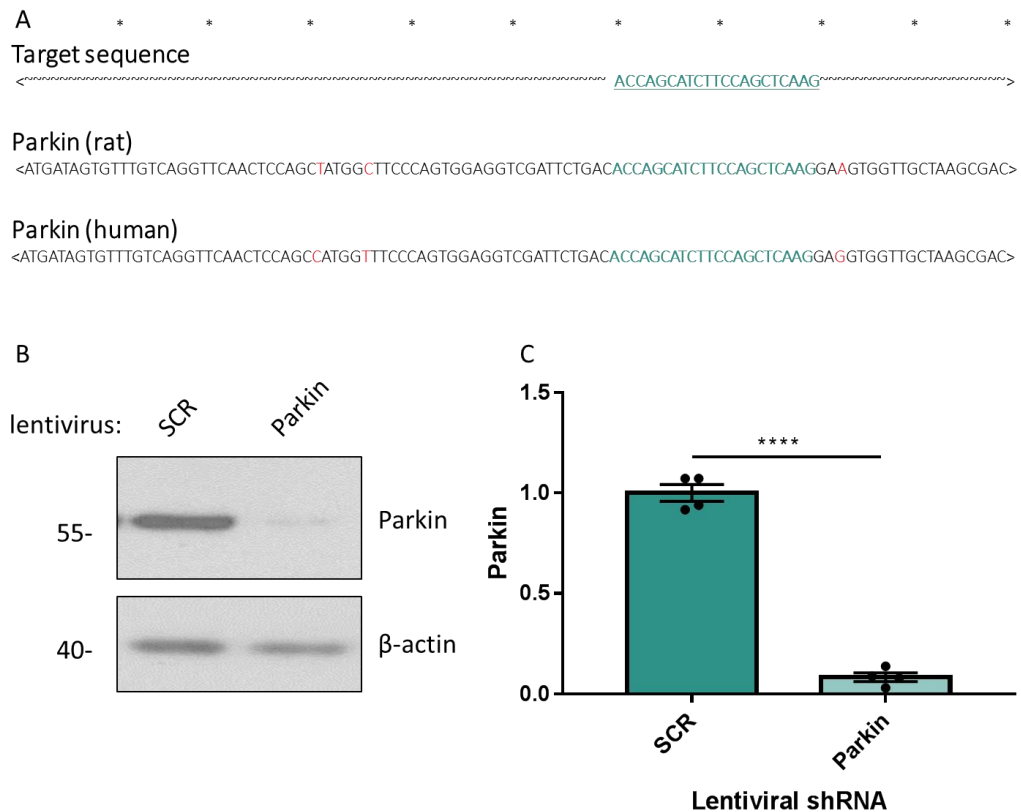 A
* * * * * * * * * *
Target sequence
<~~~~~~~~~~~~~~~~~~~~~~~~~~~~~~~~~~~~~~~~~~~~~~~~~~~~~~~~~~~ACCAGCATCTTCCAGCTCAAG~~~~~~~~~~~~~~~~~~~~>
Parkin (rat)
<ATGATAGTGTTTGTCAGGTTCAACTCCAGCTATGGCTTCCCAGTGGAGGTCGATTCTGACACCAGCATCTTCCAGCTCAAGGAAGTGGTTGCTAAGCGAC>
Parkin (human)
<ATGATAGTGTTTGTCAGGTTCAACTCCAGCCATGGTTTCCCAGTGGAGGTCGATTCTGACACCAGCATCTTCCAGCTCAAGGAGGTGGTTGCTAAGCGAC>
B
lentivirus:
SCR
Parkin
55-
Parkin
40-
β-actin
C
1.5
1.0
0.5
0.0
Parkin
****
SCR
Parkin
Lentiviral shRNA